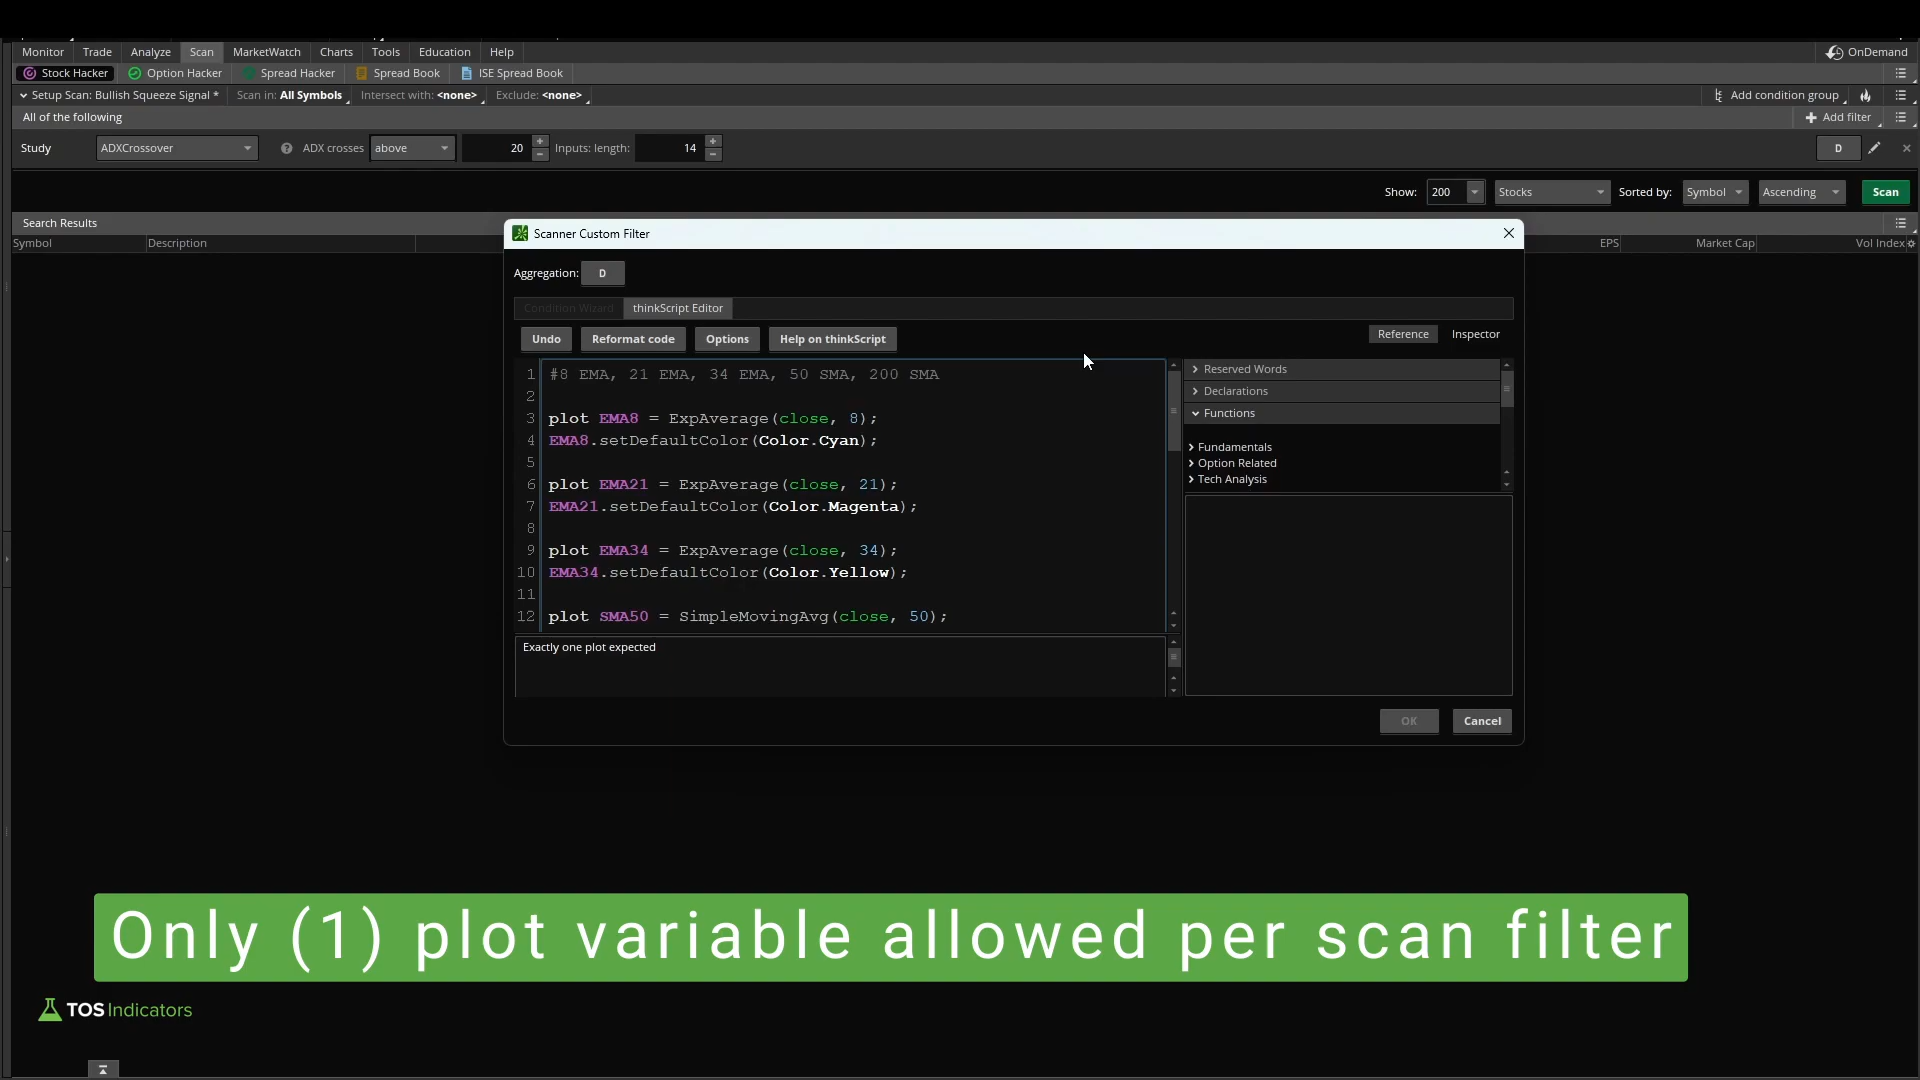 Monitor Trade Analyze Scan MarketWatch Charts Tools Education Help OnDemand
Stock Hacker Option Hacker Spread Hacker Spread Book ISE Spread Book
Setup Scan: Bullish Squeeze Signal * Scan in: All Symbols Intersect with: <none> Exclude: <none> Add condition group
All of the following Add filter
Study ADXCrossover ADX crosses above 20 Inputs: length: 14 D
Show: 200 Stocks Sorted by: Symbol Ascending Scan
Search Results
Symbol Description EPS Market Cap Vol Index
Scanner Custom Filter
Aggregation: D
Condition Wizard thinkScript Editor
Undo Reformat code Options Help on thinkScript Reference Inspector
1 #8 EMA, 21 EMA, 34 EMA, 50 SMA, 200 SMA
2
3 plot EMA8 = ExpAverage(close, 8);
4 EMA8.setDefaultColor(Color.Cyan);
5
6 plot EMA21 = ExpAverage(close, 21);
7 EMA21.setDefaultColor(Color.Magenta);
8
9 plot EMA34 = ExpAverage(close, 34);
10 EMA34.setDefaultColor(Color.Yellow);
11
12 plot SMA50 = SimpleMovingAvg(close, 50);
Reserved Words
Declarations
Functions
Fundamentals
Option Related
Tech Analysis
Exactly one plot expected
OK Cancel
Only (1) plot variable allowed per scan filter
TOS Indicators